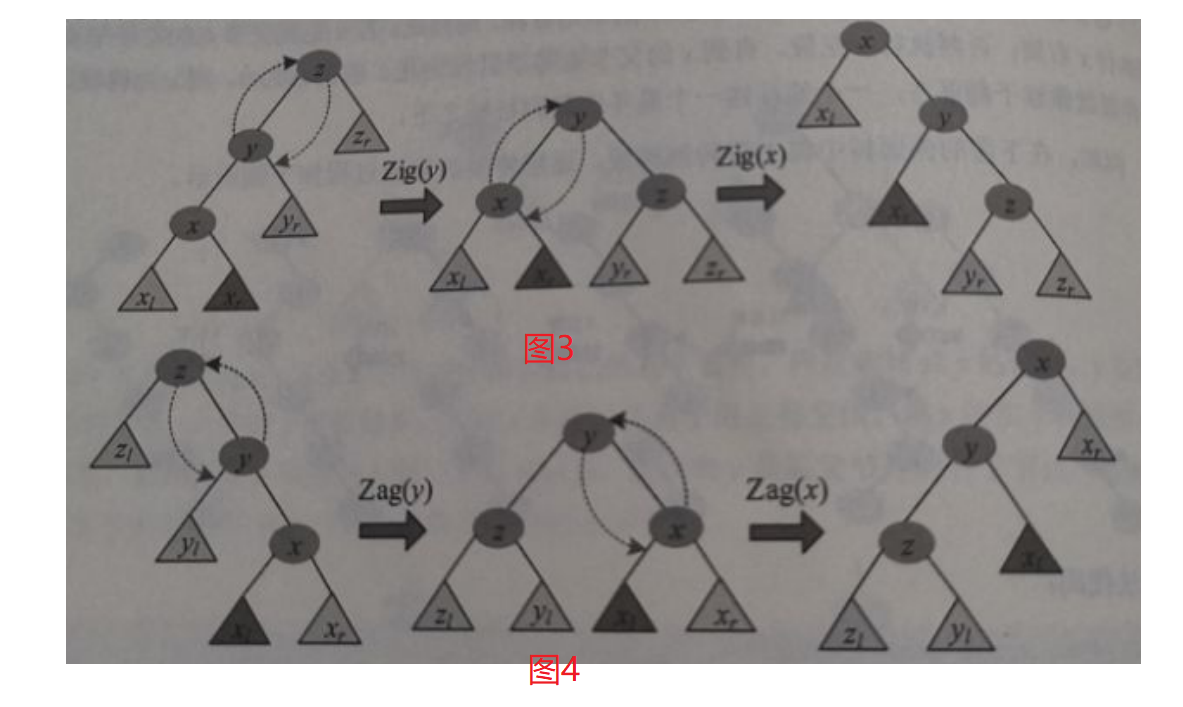 z
y
z_r
x
y_r
x_l
x_r
Zig(y)
y
x
z
x_l
x_r
y_r
z_r
Zig(x)
x
x_l
y
x_r
z
y_r
z_r
图3
z
z_l
y
y_l
x
x_l
x_r
Zag(y)
y
z
x
z_l
y_l
x_l
x_r
Zag(x)
x
y
x_r
z
x_l
z_l
y_l
图4